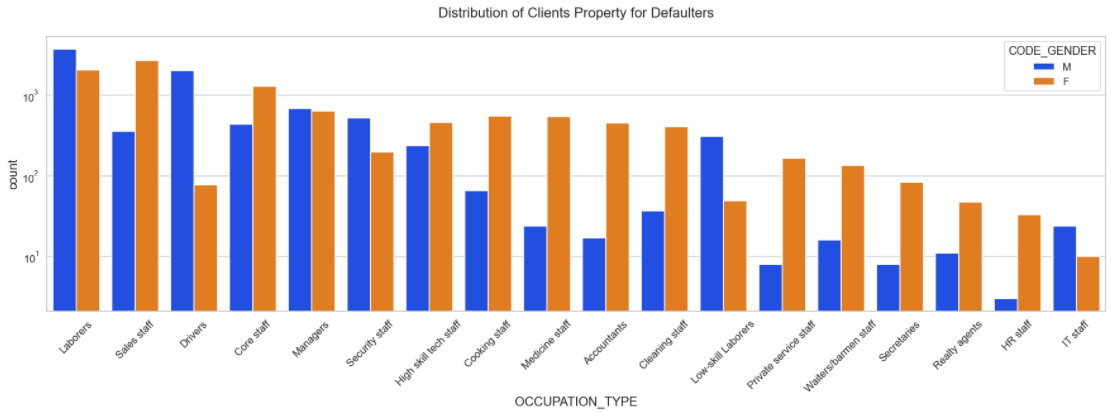 Distribution of Clients Property for Defaulters
CODE_GENDER
M
F
10³
10²
10¹
count
Laborers
Sales staff
Drivers
Core staff
Managers
Security staff
High skill tech staff
Cooking staff
Medicine staff
Accountants
Cleaning staff
Low-skill Laborers
Private service staff
Waiters/barmen staff
Secretaries
Realty agents
HR staff
IT staff
OCCUPATION_TYPE